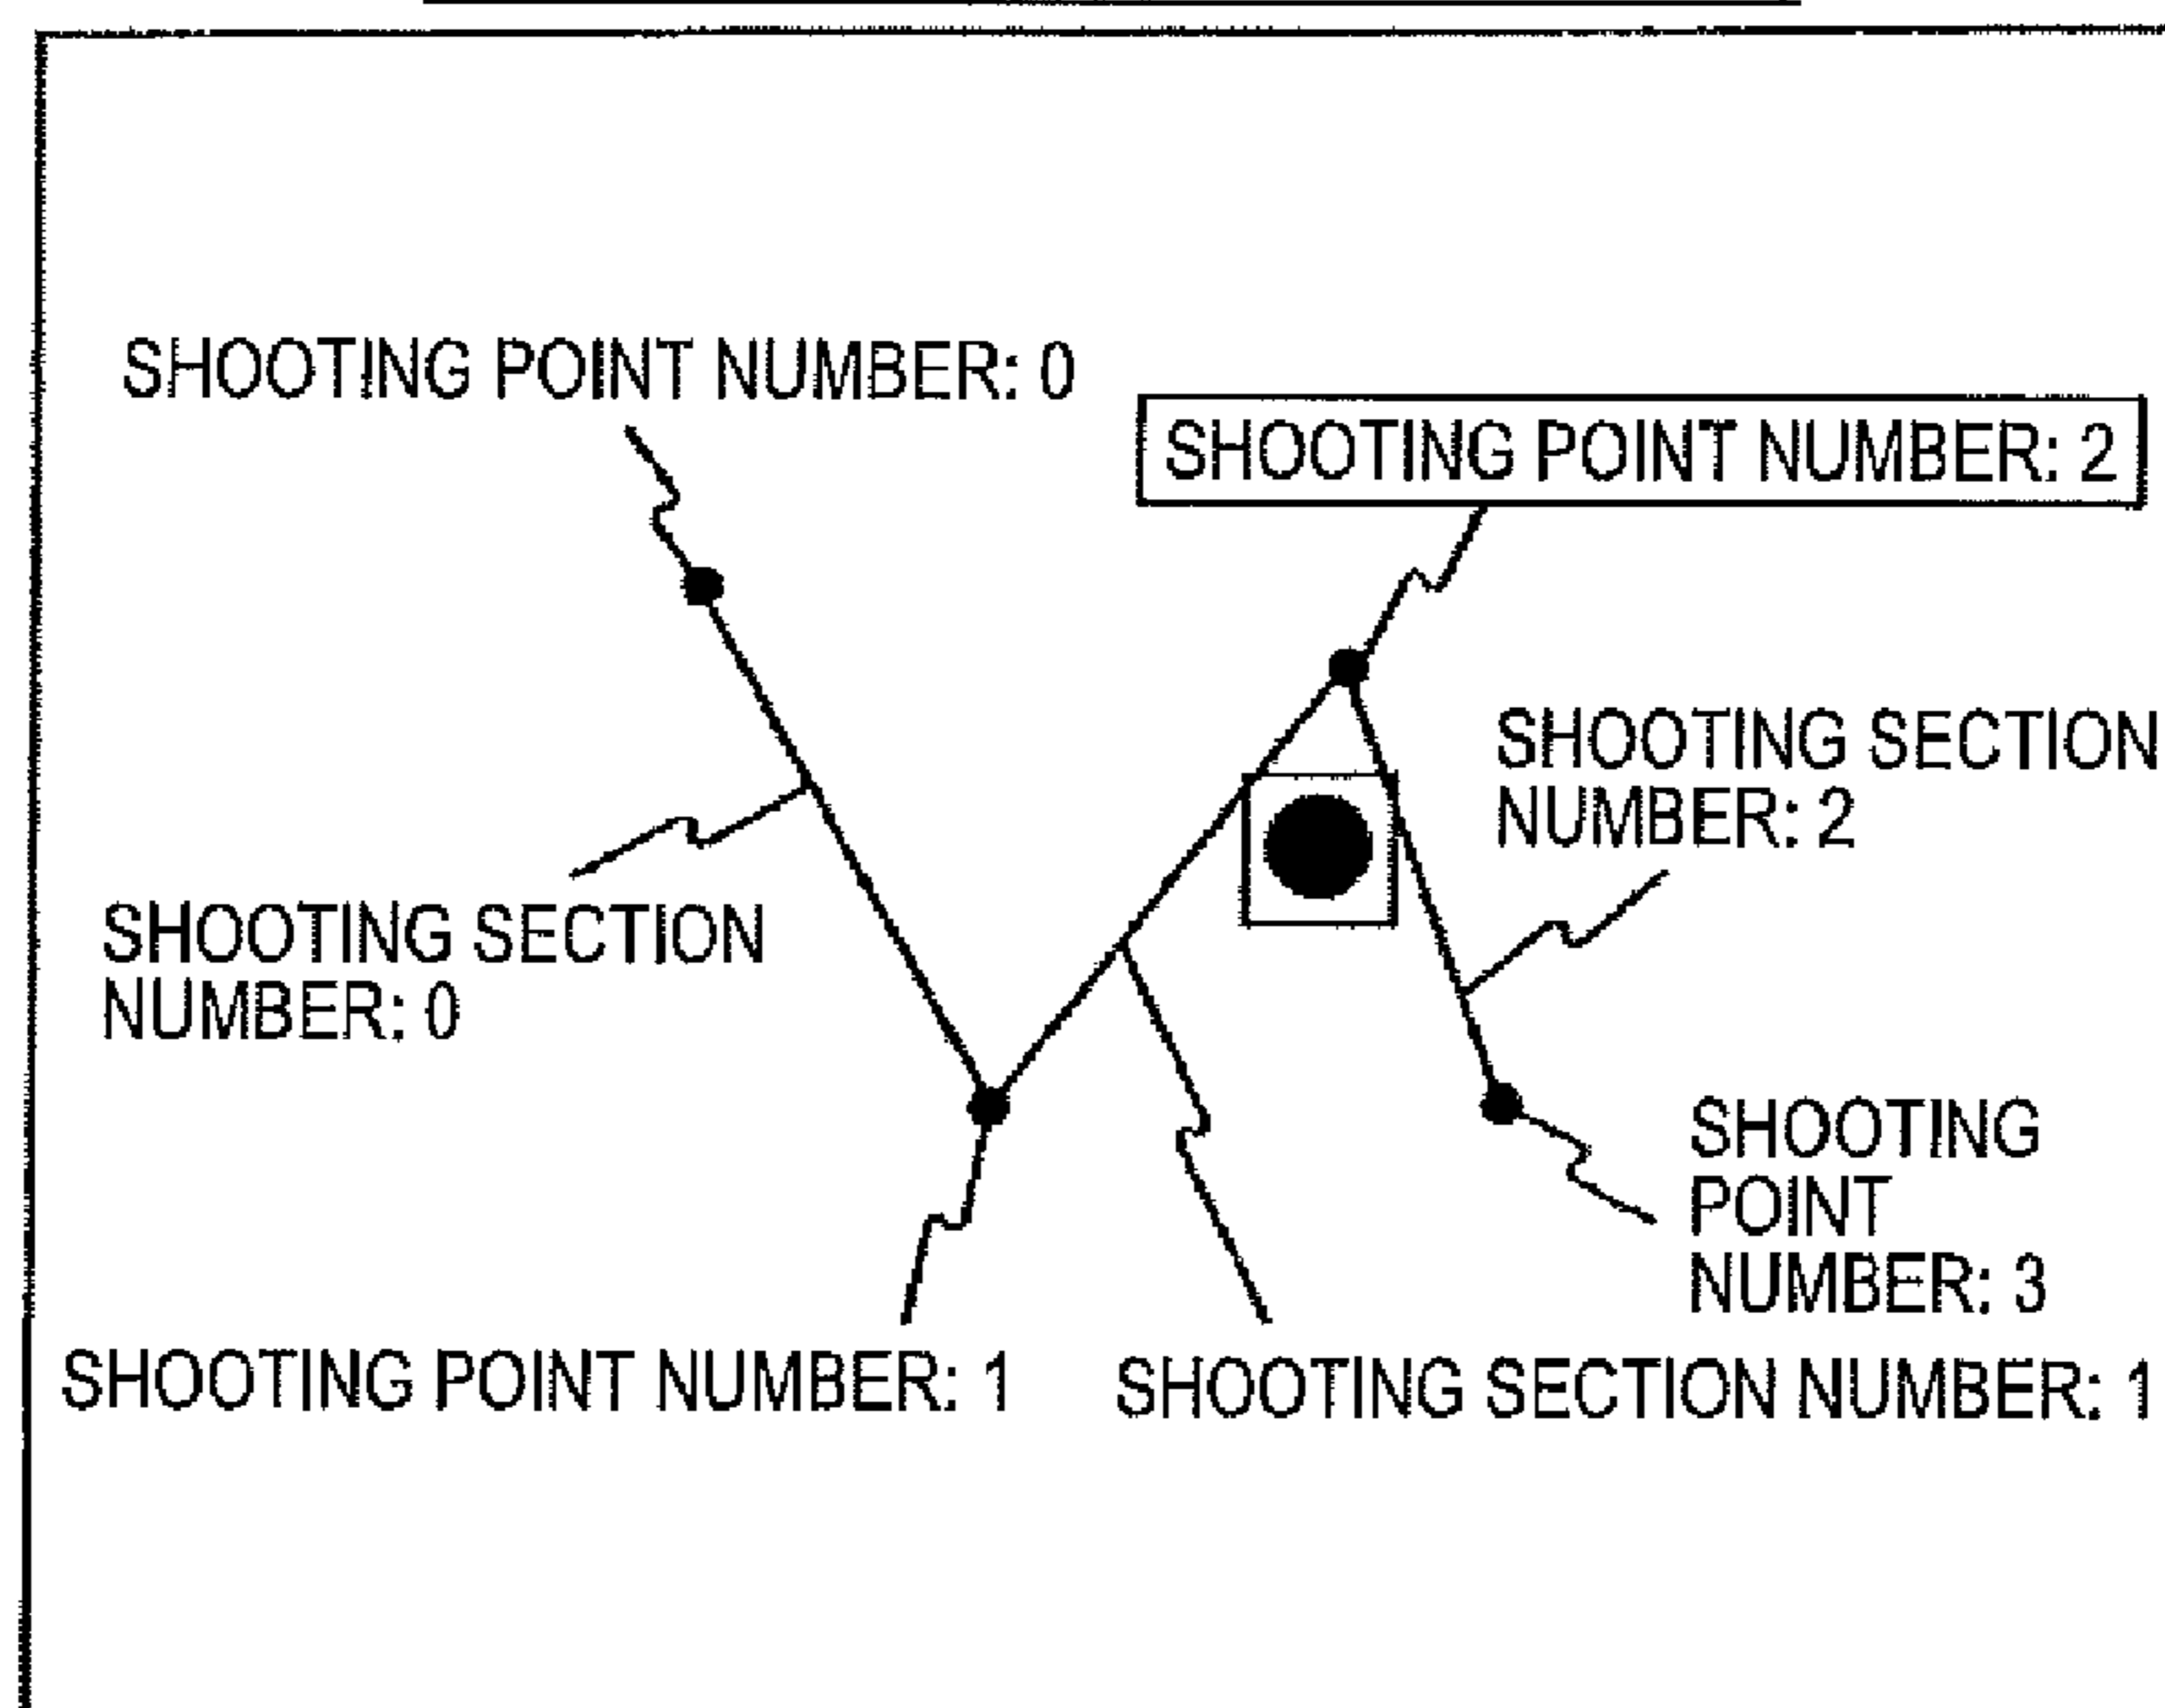 SHOOTING POINT NUMBER: 0
SHOOTING POINT NUMBER: 2
SHOOTING SECTION
NUMBER: 2
SHOOTING SECTION
NUMBER: 0
SHOOTING
POINT
NUMBER: 3
SHOOTING POINT NUMBER: 1
SHOOTING SECTION NUMBER: 1